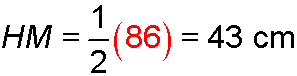 HM = 1/2(86) = 43 cm